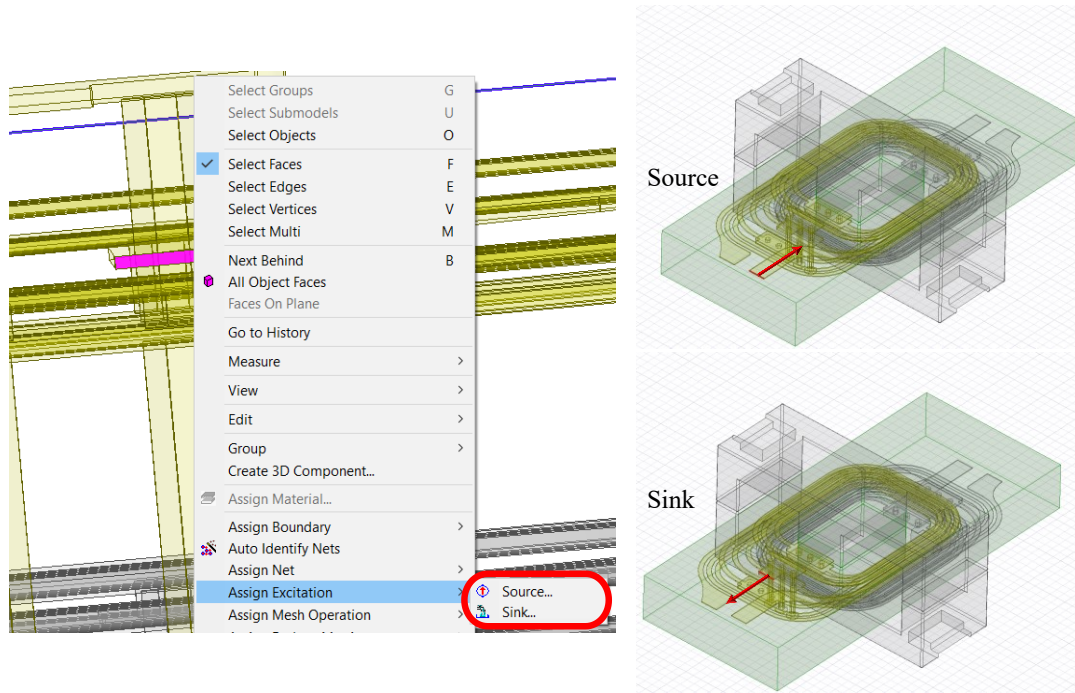 Select Groups G
Select Submodels U
Select Objects O
Select Faces F
Select Edges E
Select Vertices V
Select Multi M
Next Behind B
All Object Faces
Faces On Plane
Go to History
Measure
View
Edit
Group
Create 3D Component...
Assign Material...
Assign Boundary
Auto Identify Nets
Assign Net
Assign Excitation
Assign Mesh Operation
Source...
Sink...
Source
Sink